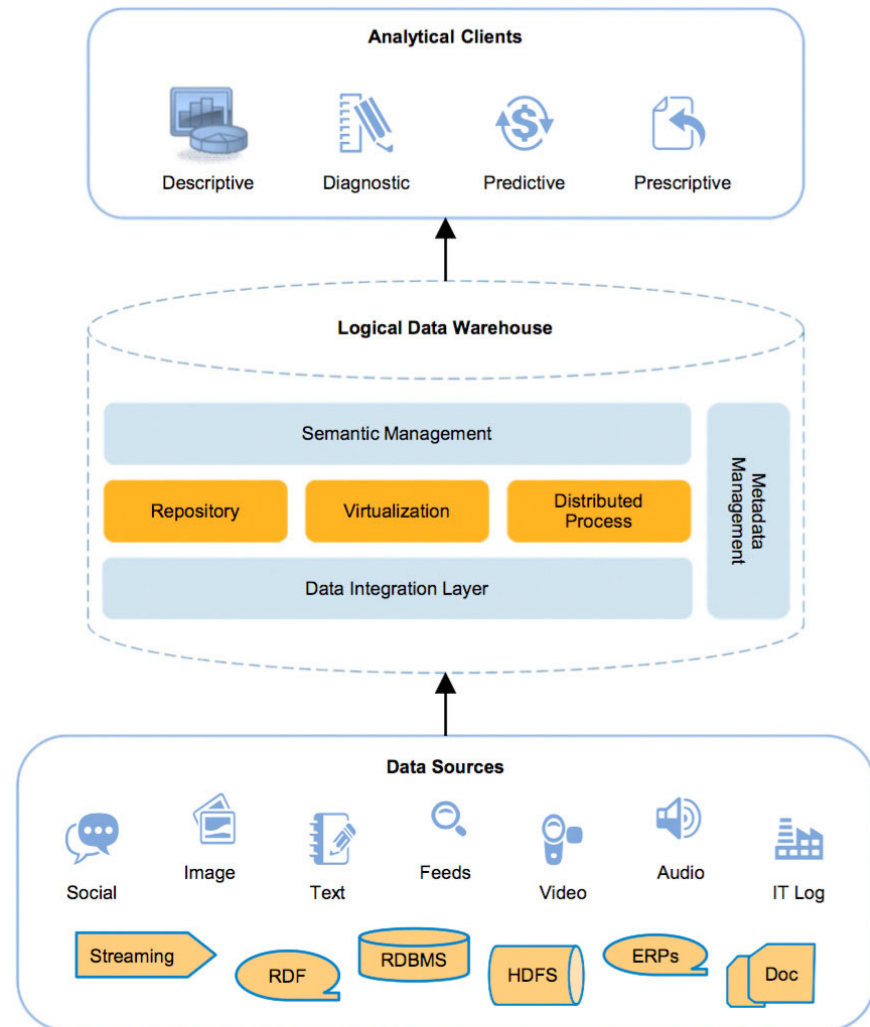 Analytical Clients
Descriptive
Diagnostic
Predictive
Prescriptive
Logical Data Warehouse
Semantic Management
Metadata
Management
Repository
Virtualization
Distributed
Process
Data Integration Layer
Data Sources
Social
Image
Text
Feeds
Video
Audio
IT Log
Streaming
RDF
RDBMS
HDFS
ERPs
Doc